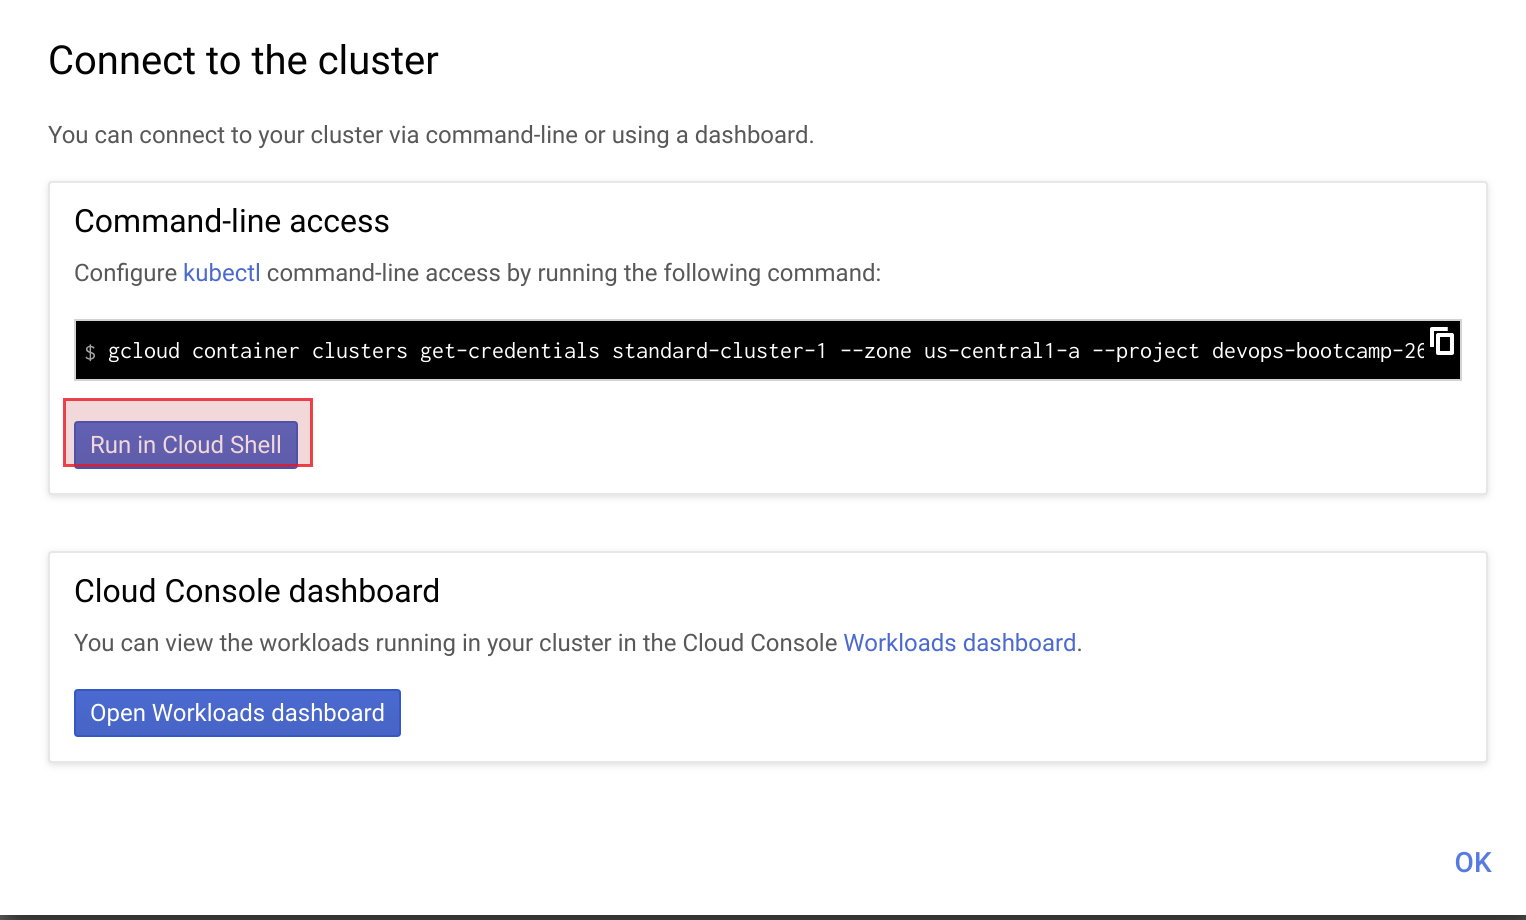 Connect to the cluster
You can connect to your cluster via command-line or using a dashboard.
Command-line access
Configure kubectl command-line access by running the following command:
$ gcloud container clusters get-credentials standard-cluster-1 --zone us-central1-a --project devops-bootcamp-26
Run in Cloud Shell
Cloud Console dashboard
You can view the workloads running in your cluster in the Cloud Console Workloads dashboard.
Open Workloads dashboard
OK